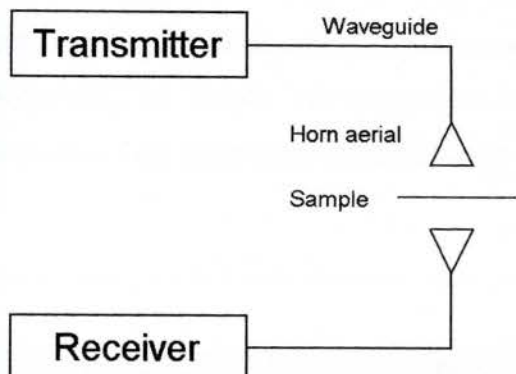 Transmitter
Waveguide
Horn aerial
Sample
Receiver